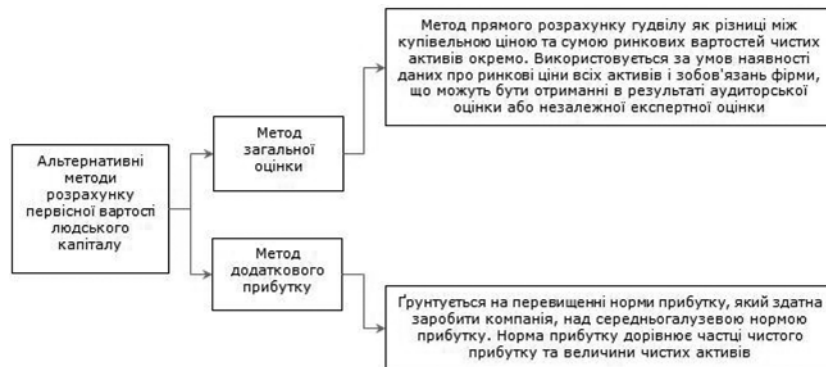 Метод прямого розрахунку гудвілу як різниці між
купівельною ціною та сумою ринкових вартостей чистих
активів окремо. Використовується за умов наявності
даних про ринкові ціни всіх активів і зобов'язань фірми,
що можуть бути отриманні в результаті аудиторської
оцінки або незалежної експертної оцінки
Метод
загальної
оцінки
Альтернативні
методи
розрахунку
первісної вартості
людського
капіталу
Метод
додаткового
прибутку
Ґрунтується на перевищенні норми прибутку, який здатна
заробити компанія, над середньогалузевою нормою
прибутку. Норма прибутку дорівнює частці чистого
прибутку та величини чистих активів